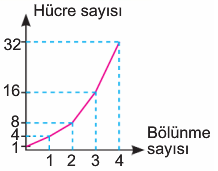 Hücre sayısı
32
16
8
4
1
Bölünme
sayısı
1 2 3 4